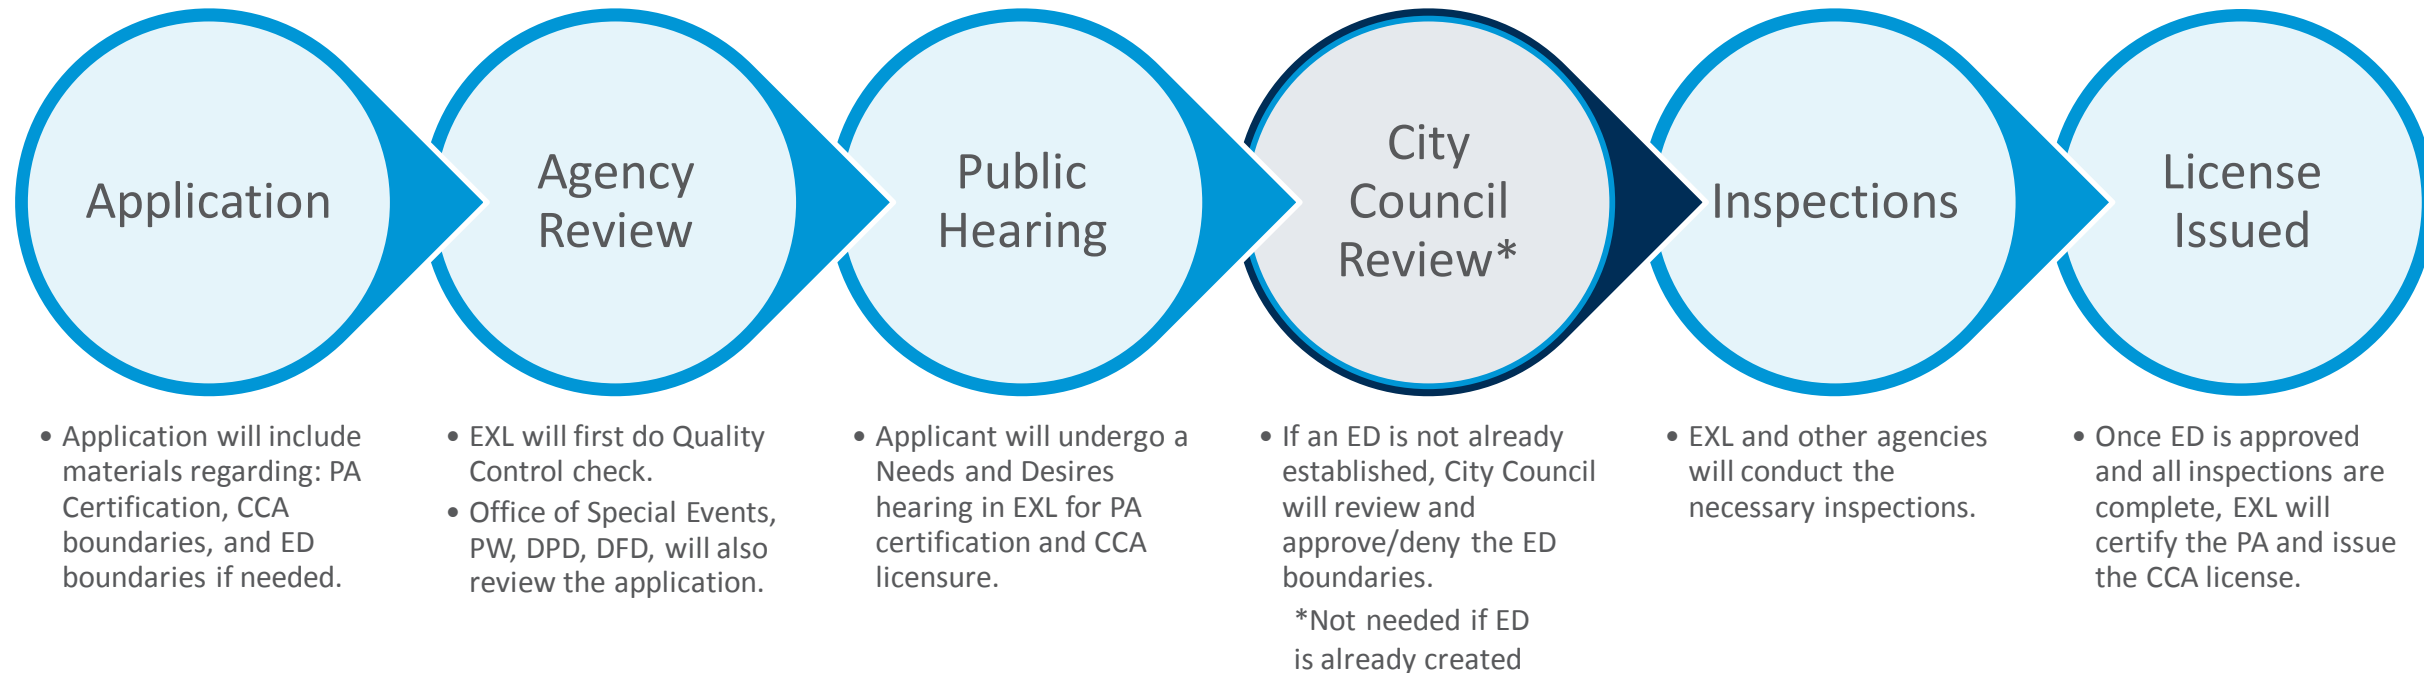 Application
Agency
Review
Public
Hearing
City
Council
Review*
Inspections
License
Issued
• Application will include
materials regarding: PA
Certification, CCA
boundaries, and ED
boundaries if needed.
• EXL will first do Quality
Control check.
• Office of Special Events,
PW, DPD, DFD, will also
review the application.
• Applicant will undergo a
Needs and Desires
hearing in EXL for PA
certification and CCA
licensure.
• If an ED is not already
established, City Council
will review and
approve/deny the ED
boundaries.
*Not needed if ED
is already created
• EXL and other agencies
will conduct the
necessary inspections.
• Once ED is approved
and all inspections are
complete, EXL will
certify the PA and issue
the CCA license.